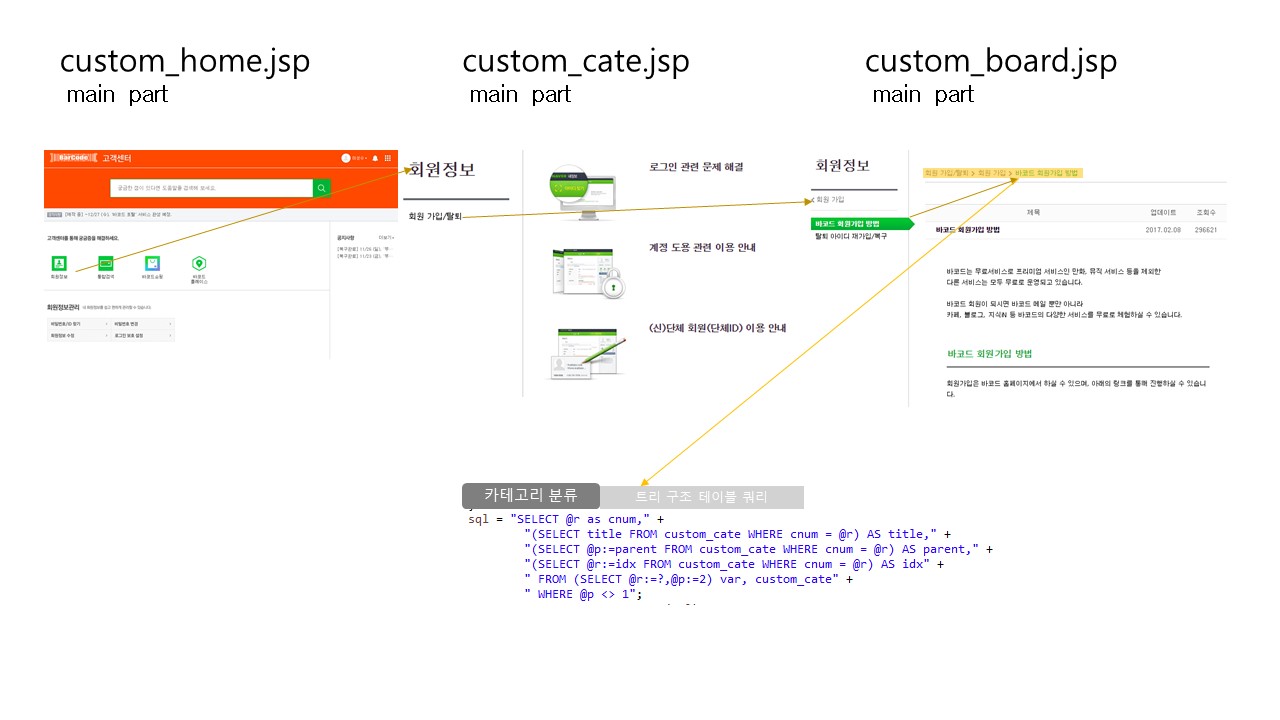 custom_home.jsp
main part
custom_cate.jsp
main part
custom_board.jsp
main part
BarCode 고객센터
궁금한 점이 있다면 도움말을 검색해 보세요.
고객센터를 통해 궁금증을 해결하세요.
회원정보
통합검색
바코드쇼핑
바코드
플레이스
공지사항
더보기+
[복구완료] 11/26 (일),
[복구완료] 11/23 (금),
회원정보관리
비밀번호/ID 찾기 >
비밀번호 변경 >
회원정보 수정 >
로그인 보호 설정 >
회원정보
회원 가입/탈퇴
로그인 관련 문제 해결
계정 도용 관련 이용 안내
(신)단체 회원(단체ID) 이용 안내
회원정보
< 회원 가입
바코드 회원가입 방법
탈퇴 아이디 재가입/복구
회원 가입/탈퇴 > 회원 가입 > 바코드 회원가입 방법
제목 업데이트 조회수
바코드 회원가입 방법 2017.02.08 296621
바코드는 무료서비스로 프리미엄 서비스인 만화, 뮤직 서비스 등을 제외한
다른 서비스는 모두 무료로 운영되고 있습니다.
바코드 회원이 되시면 바코드 메일 뿐만 아니라
카페, 블로그, 지식iN 등 바코드의 다양한 서비스를 무료로 체험하실 수 있습니다.
바코드 회원가입 방법
회원가입은 바코드 홈페이지에서 하실 수 있으며, 아래의 링크를 통해 진행하실 수 있습니
다.
카테고리 분류
트리 구조 테이블 쿼리
sql = "SELECT @r as cnum," +
"(SELECT title FROM custom_cate WHERE cnum = @r) AS title," +
"(SELECT @p:=parent FROM custom_cate WHERE cnum = @r) AS parent," +
"(SELECT @r:=idx FROM custom_cate WHERE cnum = @r) AS idx" +
" FROM (SELECT @r:=?,@p:=2) var, custom_cate" +
" WHERE @p <> 1";